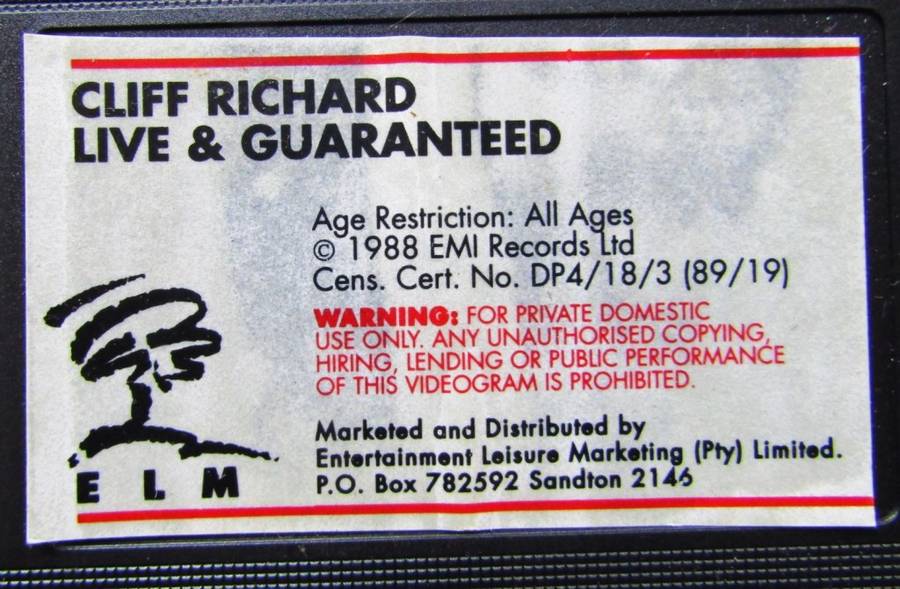 CLIFF RICHARD
LIVE & GUARANTEED
Age Restriction: All Ages
© 1988 EMI Records Ltd
Cens. Cert. No. DP4/18/3 (89/19)
WARNING: FOR PRIVATE DOMESTIC
USE ONLY. ANY UNAUTHORISED COPYING,
HIRING, LENDING OR PUBLIC PERFORMANCE
OF THIS VIDEOGRAM IS PROHIBITED.
Marketed and Distributed by
Entertainment Leisure Marketing (Pty) Limited.
P.O. Box 782592 Sandton 2146
E L M